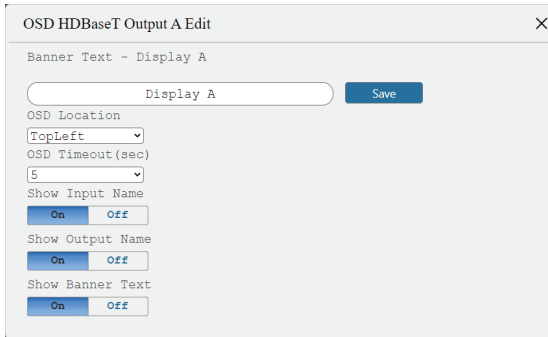 OSD HDBaseT Output A Edit
Banner Text - Display A
Display A Save
OSD Location
TopLeft
OSD Timeout(sec)
5
Show Input Name
On Off
Show Output Name
On Off
Show Banner Text
On Off